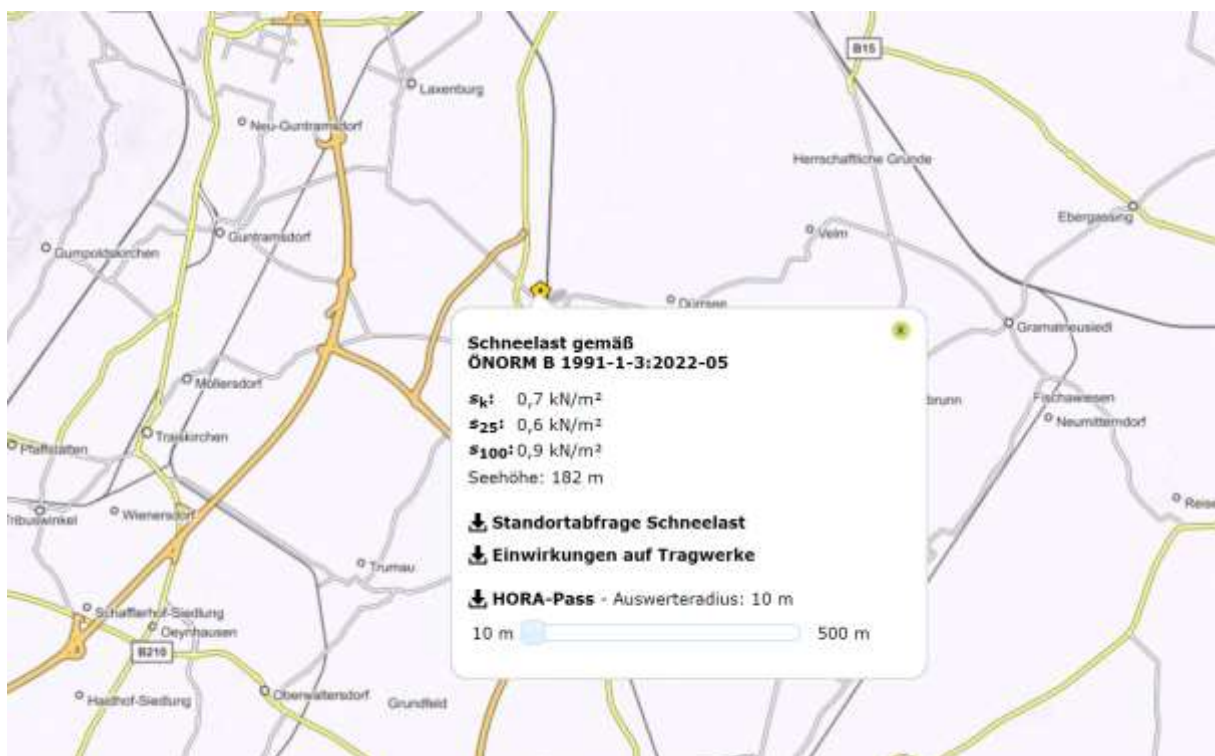 B15
Laxenburg
Neu-Guntramsdorf
Herrschaftliche Gründe
Ebergassing
Velm
Guntramsdorf
Gumpoldskirchen
Gramatneusiedl
Schneelast gemäß
ÖNORM B 1991-1-3:2022-05
sk: 0,7 kN/m²
s25: 0,6 kN/m²
s100: 0,9 kN/m²
Seehöhe: 182 m
Standortabfrage Schneelast
Einwirkungen auf Tragwerke
HORA-Pass - Auswerteradius: 10 m
10 m 500 m
x
Möllersdorf
brunn
Fischawiesen
Neumitterndorf
Traiskirchen
Pfaffstätten
Reise
Tribuswinkel
Wienersdorf
Trumau
Schafflerhof-Siedlung
Oeynhausen
B210
Haidhof-Siedlung
Oberwaltersdorf
Grundfeld